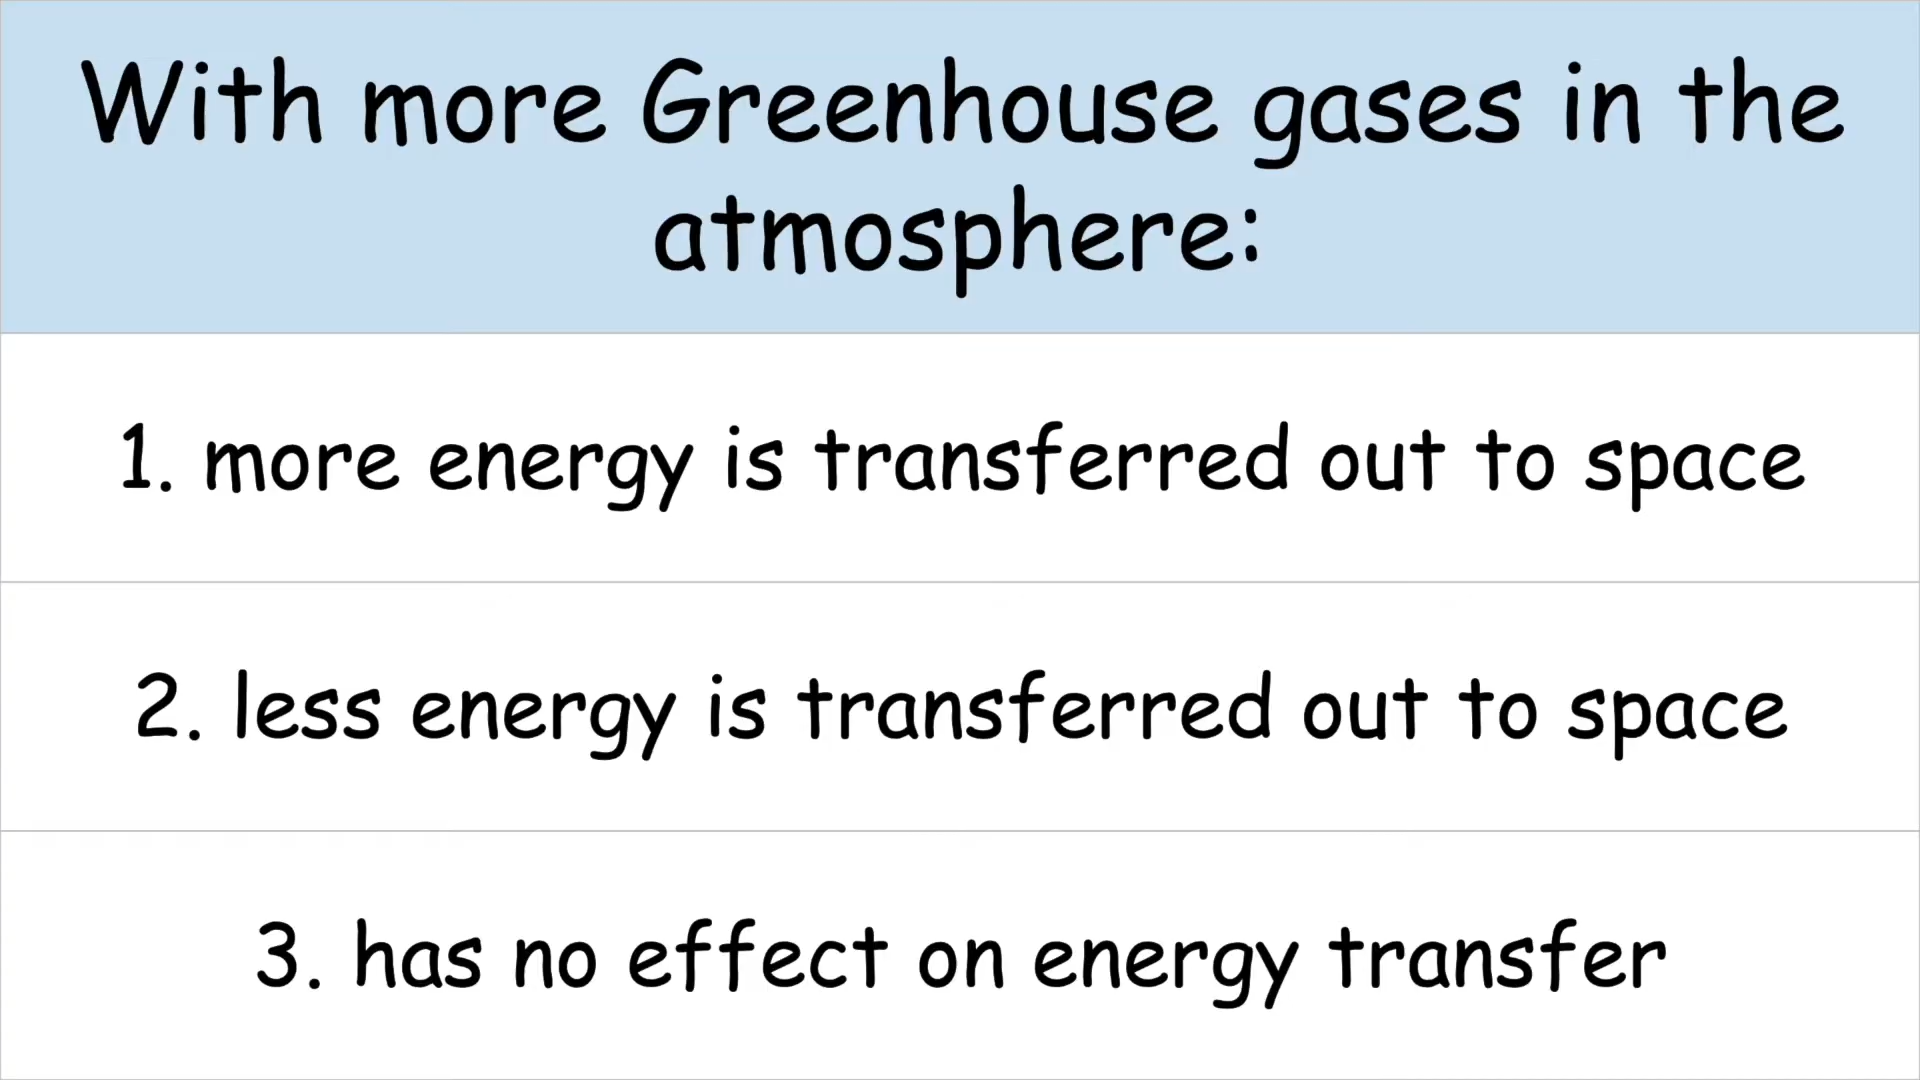 With more Greenhouse gases in the
atmosphere:
1. more energy is transferred out to space
2. less energy is transferred out to space
3. has no effect on energy transfer